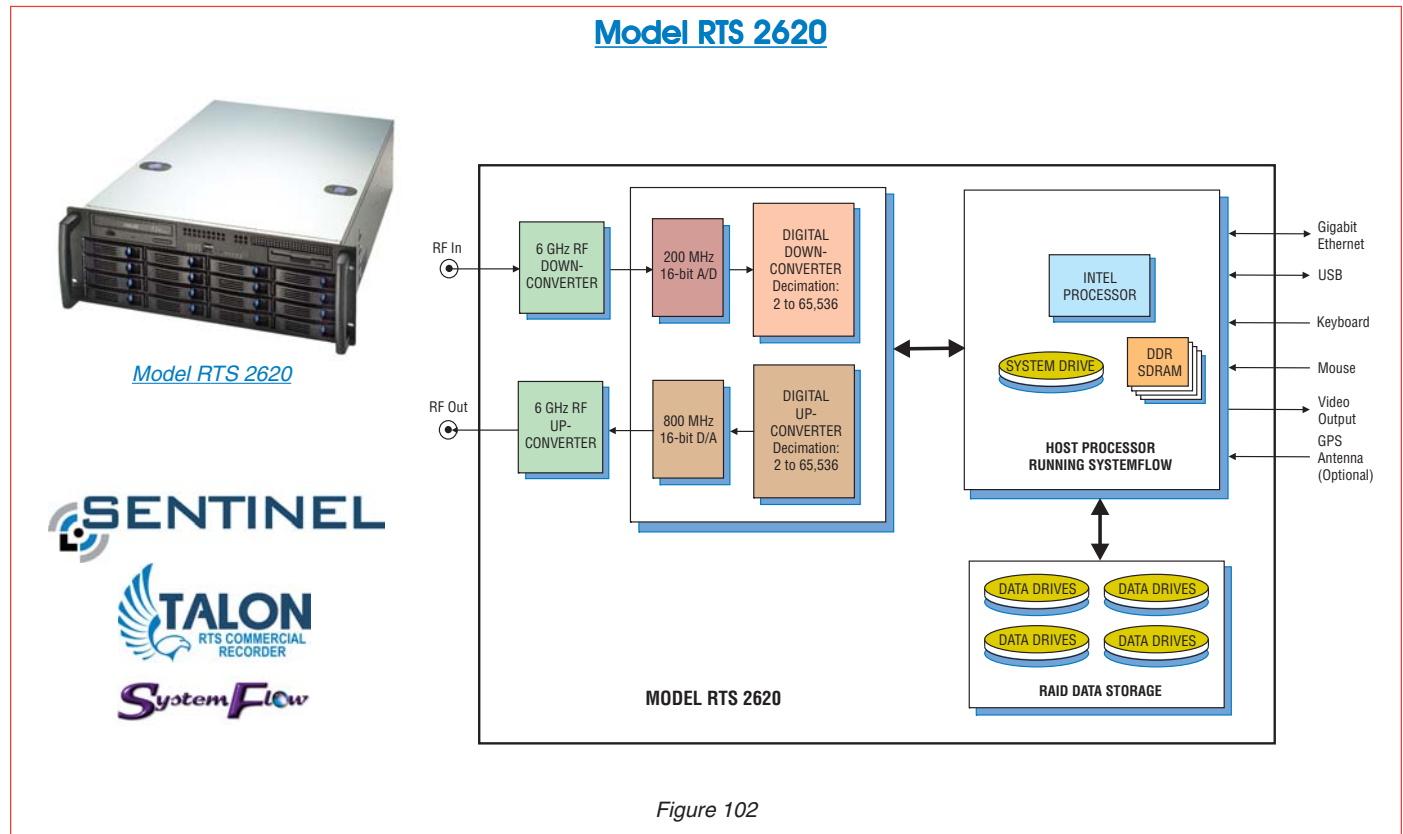 Model RTS 2620
Model RTS 2620
SENTINEL
TALON
RTS COMMERCIAL
RECORDER
SystemFlow
RF In
6 GHz RF
DOWN-
CONVERTER
200 MHz
16-bit A/D
DIGITAL
DOWN-
CONVERTER
Decimation:
2 to 65,536
RF Out
6 GHz RF
UP-
CONVERTER
800 MHz
16-bit D/A
DIGITAL
UP-
CONVERTER
Decimation:
2 to 65,536
INTEL
PROCESSOR
SYSTEM DRIVE
DDR
SDRAM
HOST PROCESSOR
RUNNING SYSTEMFLOW
Gigabit
Ethernet
USB
Keyboard
Mouse
Video
Output
GPS
Antenna
(Optional)
DATA DRIVES
DATA DRIVES
DATA DRIVES
DATA DRIVES
RAID DATA STORAGE
MODEL RTS 2620
Figure 102